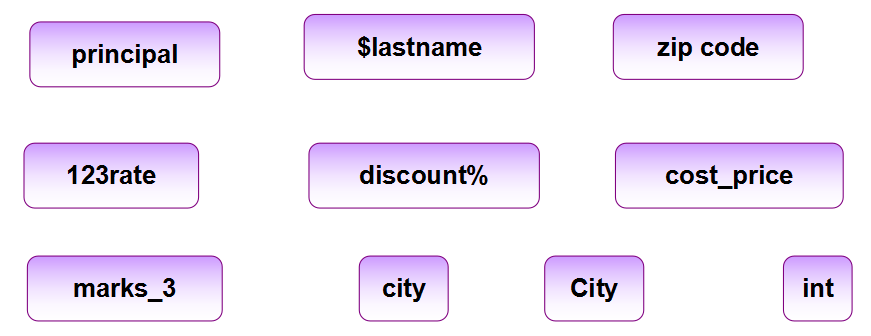 principal
$lastname
zip code
123rate
discount%
cost_price
marks_3
city
City
int